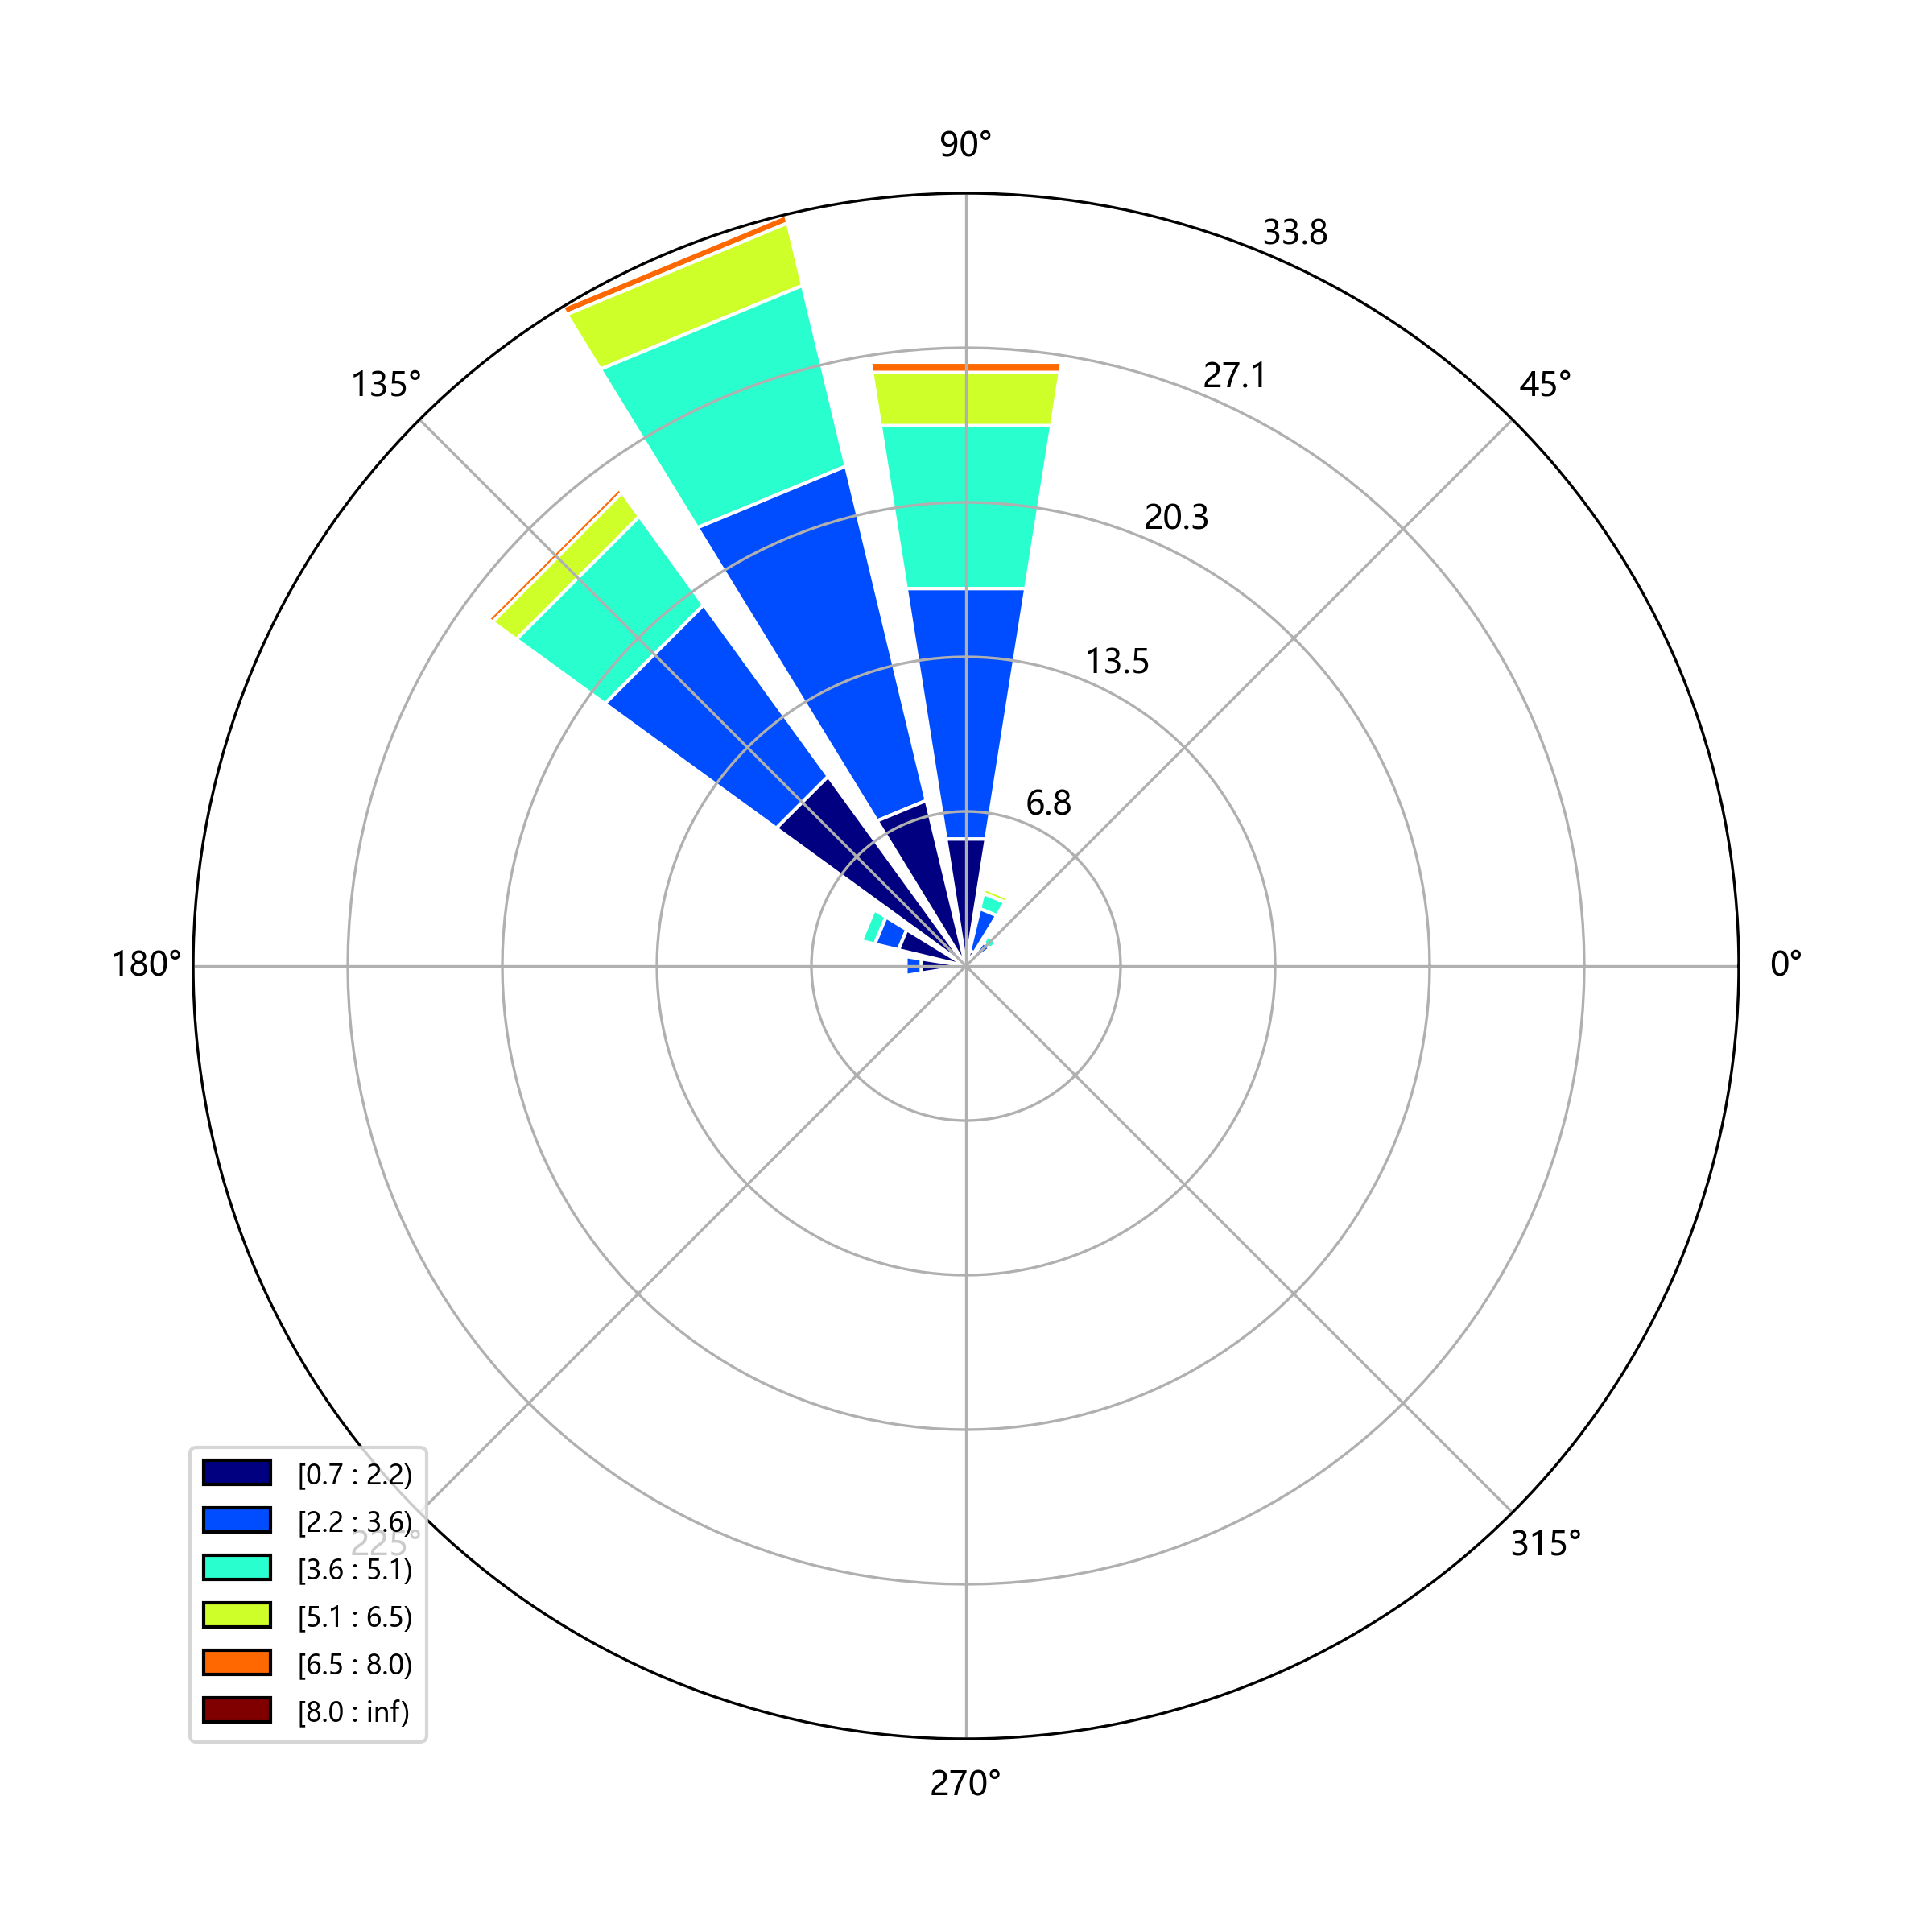 90°
33.8
27.1
135°
45°
20.3
13.5
6.8
180°
0°
[0.7 : 2.2)
[2.2 : 3.6)
225°
315°
[3.6 : 5.1)
[5.1 : 6.5)
[6.5 : 8.0)
[8.0 : inf)
270°